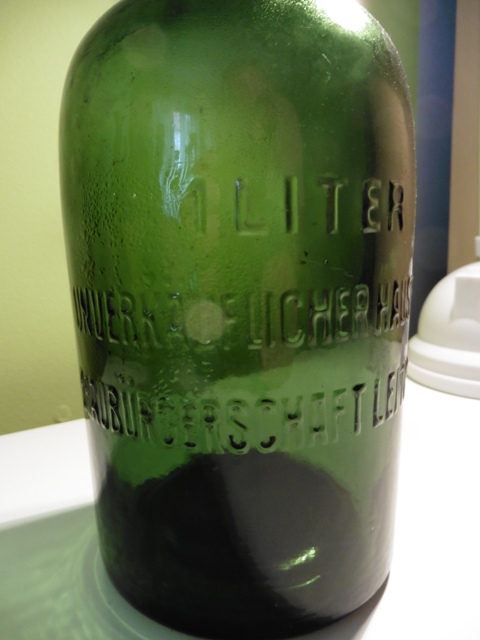 1 LITER
UNVERKÄUFLICHER
BRAUBÜRGERSCHAFT